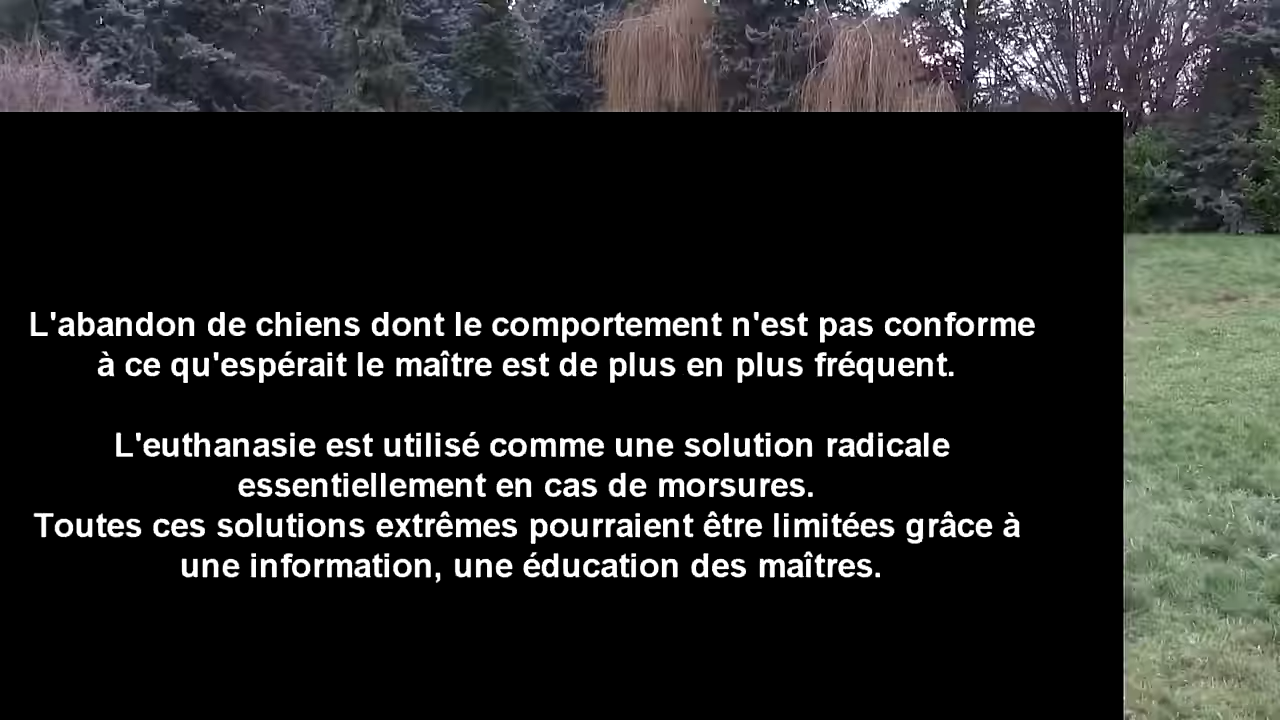 L'abandon de chiens dont le comportement n'est pas conforme
à ce qu'espérait le maître est de plus en plus fréquent.
L'euthanasie est utilisé comme une solution radicale
essentiellement en cas de morsures.
Toutes ces solutions extrêmes pourraient être limitées grâce à
une information, une éducation des maîtres.